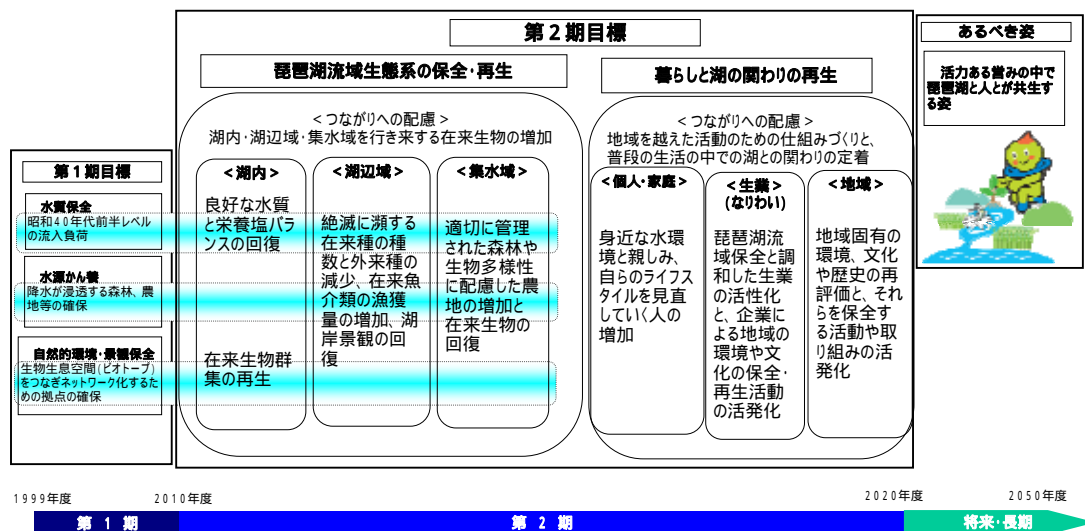 第２期目標
あるべき姿
活力ある営みの中で
琵琶湖と人とが共生す
る姿
琵琶湖流域生態系の保全･再生
＜つながりへの配慮＞
湖内･湖辺域･集水域を行き来する在来生物の増加
＜湖内＞
良好な水質
と栄養塩バラ
ンスの回復
在来生物群
集の再生
＜湖辺域＞
絶滅に瀕する
在来種の種
数と外来種の
減少、在来魚
介類の漁獲
量の増加、湖
岸景観の回
復
＜集水域＞
適切に管理
された森林や
生物多様性
に配慮した農
地の増加と
在来生物の
回復
暮らしと湖の関わりの再生
＜つながりへの配慮＞
地域を越えた活動のための仕組みづくりと、
普段の生活の中での湖との関わりの定着
＜個人･家庭＞
身近な水環
境と親しみ、
自らのライフス
タイルを見直
していく人の
増加
＜生業＞
(なりわい)
琵琶湖流
域保全と調
和した生業
の活性化
と、企業に
よる地域の
環境や文
化の保全･
再生活動
の活発化
＜地域＞
地域固有の
環境、文化
や歴史の再
評価と、それ
らを保全す
る活動や取
り組みの活
発化
第１期目標
水質保全
昭和４０年代前半レベル
の流入負荷
水源かん養
降水が浸透する森林、農
地等の確保
自然的環境･景観保全
生物生息空間(ビオトープ)
をつなぎネットワーク化するた
めの拠点の確保
１９９９年度
２０１０年度
２０２０年度
２０５０年度
第１期
第２期
将来･長期